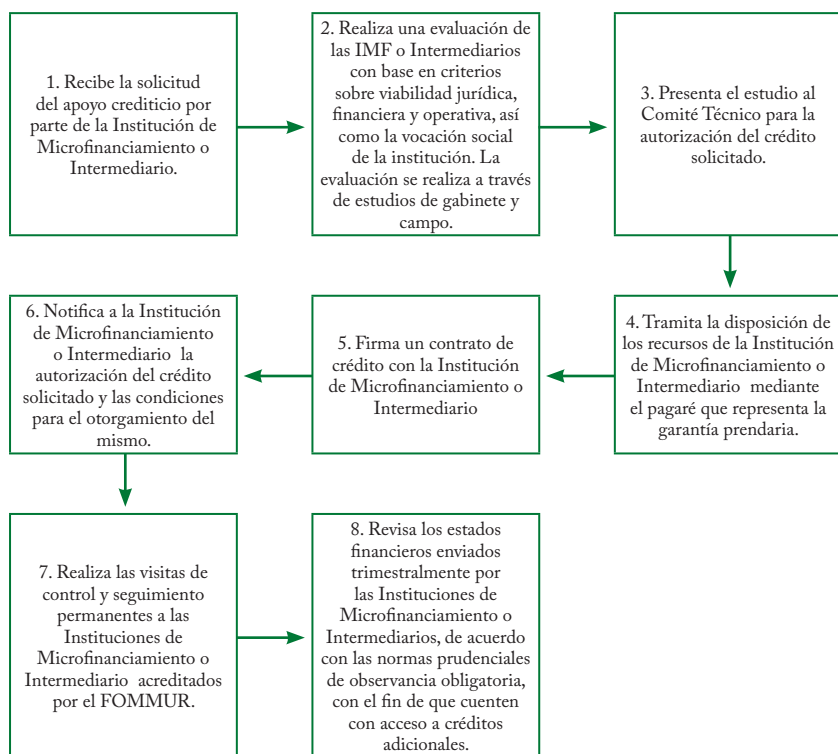 1. Recibe la solicitud
del apoyo crediticio por
parte de la Institución de
Microfinanciamiento o
Intermediario.
2. Realiza una evaluación de
las IMF o Intermediarios
con base en criterios
sobre viabilidad jurídica,
financiera y operativa, así
como la vocación social
de la institución. La
evaluación se realiza a través
de estudios de gabinete y
campo.
3. Presenta el estudio al
Comité Técnico para la
autorización del crédito
solicitado.
4. Tramita la disposición de
los recursos de la Institución
de Microfinanciamiento o
Intermediario mediante
el pagaré que representa la
garantía prendaria.
5. Firma un contrato de
crédito con la Institución
de Microfinanciamiento o
Intermediario
6. Notifica a la Institución
de Microfinanciamiento
o Intermediario la
autorización del crédito
solicitado y las condiciones
para el otorgamiento del
mismo.
7. Realiza las visitas de
control y seguimiento
permanentes a las
Instituciones de
Microfinanciamiento o
Intermediario acreditados
por el FOMMUR.
8. Revisa los estados
financieros enviados
trimestralmente por
las Instituciones de
Microfinanciamiento o
Intermediarios, de acuerdo
con las normas prudenciales
de observancia obligatoria,
con el fin de que cuenten
con acceso a créditos
adicionales.